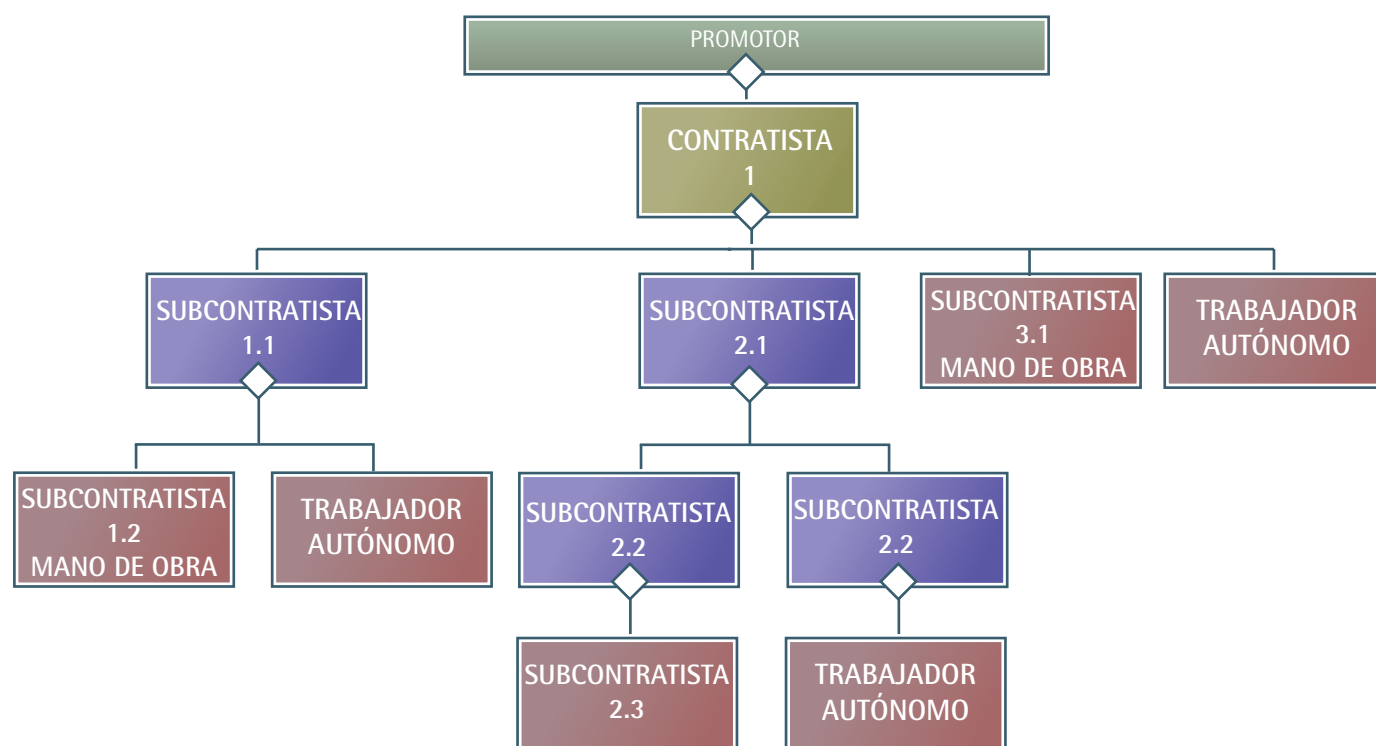 PROMOTOR
CONTRATISTA
1
SUBCONTRATISTA
1.1
SUBCONTRATISTA
2.1
SUBCONTRATISTA
3.1
MANO DE OBRA
TRABAJADOR
AUTÓNOMO
SUBCONTRATISTA
1.2
MANO DE OBRA
TRABAJADOR
AUTÓNOMO
SUBCONTRATISTA
2.2
SUBCONTRATISTA
2.2
SUBCONTRATISTA
2.3
TRABAJADOR
AUTÓNOMO